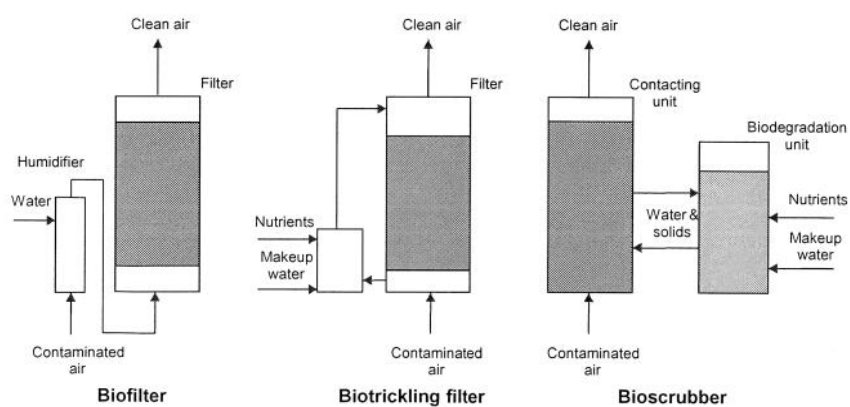 Clean air
Filter
Humidifier
Water
Contaminated
air
Biofilter
Clean air
Filter
Nutrients
Makeup
water
Contaminated
air
Biotrickling filter
Clean air
Contacting
unit
Biodegradation
unit
Water &
solids
Nutrients
Makeup
water
Contaminated
air
Bioscrubber